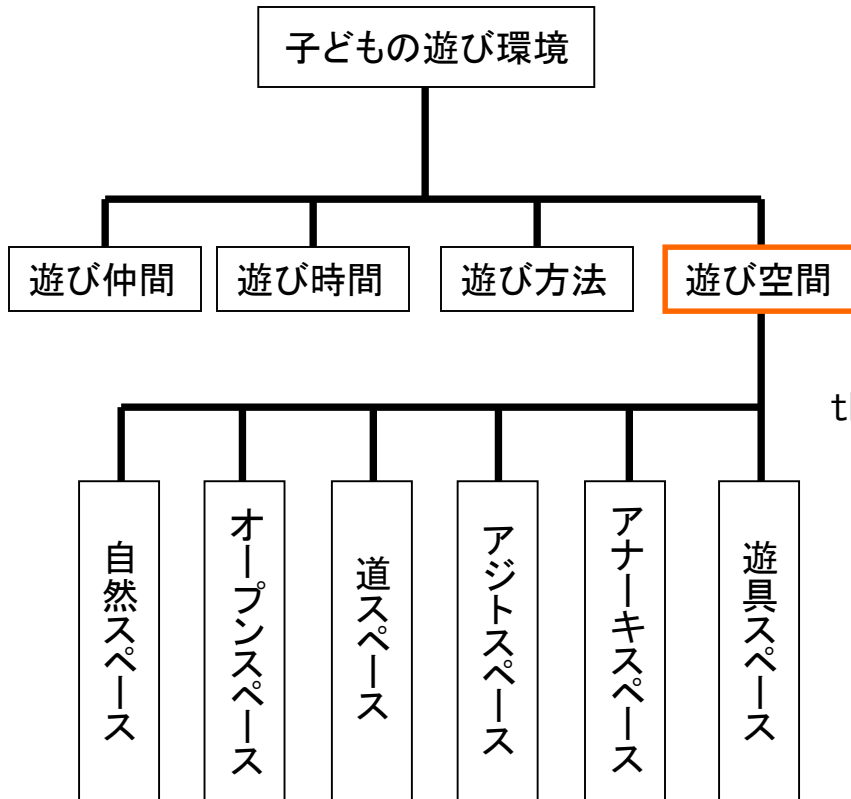 子どもの遊び環境
遊び仲間
遊び時間
遊び方法
遊び空間
自然スペース
オープンスペース
道スペース
アジトスペース
アナーキスペース
遊具スペース